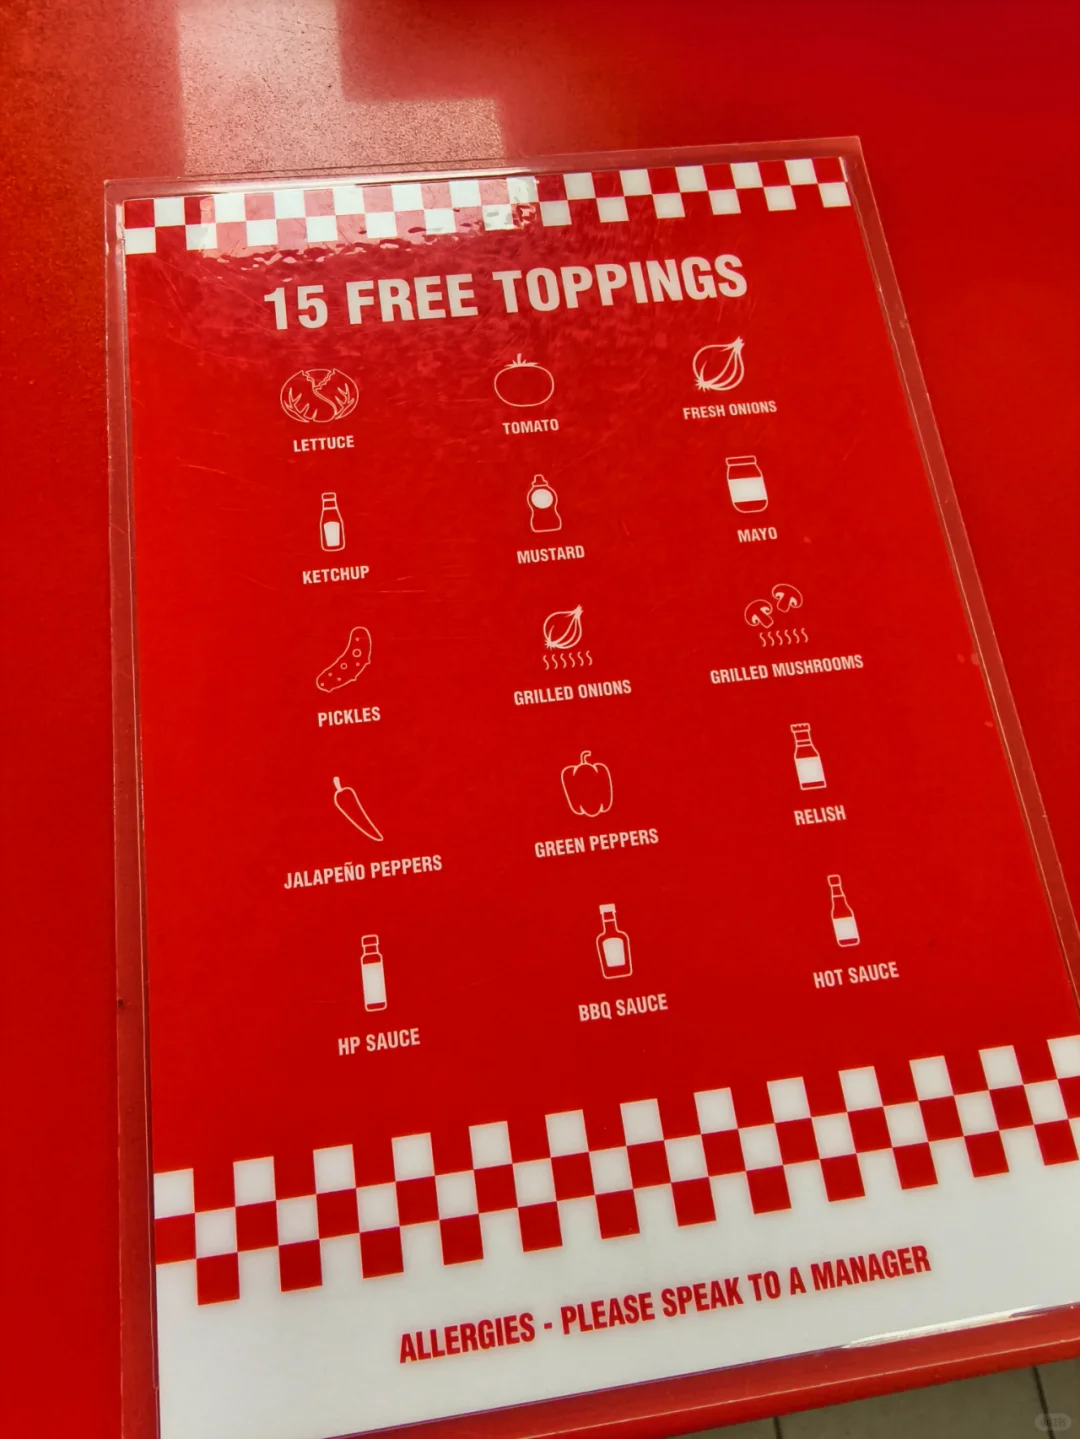 15 FREE TOPPINGS
LETTUCE
TOMATO
FRESH ONIONS
KETCHUP
MUSTARD
MAYO
PICKLES
GRILLED ONIONS
GRILLED MUSHROOMS
JALAPEÑO PEPPERS
GREEN PEPPERS
RELISH
HP SAUCE
BBQ SAUCE
HOT SAUCE
ALLERGIES - PLEASE SPEAK TO A MANAGER